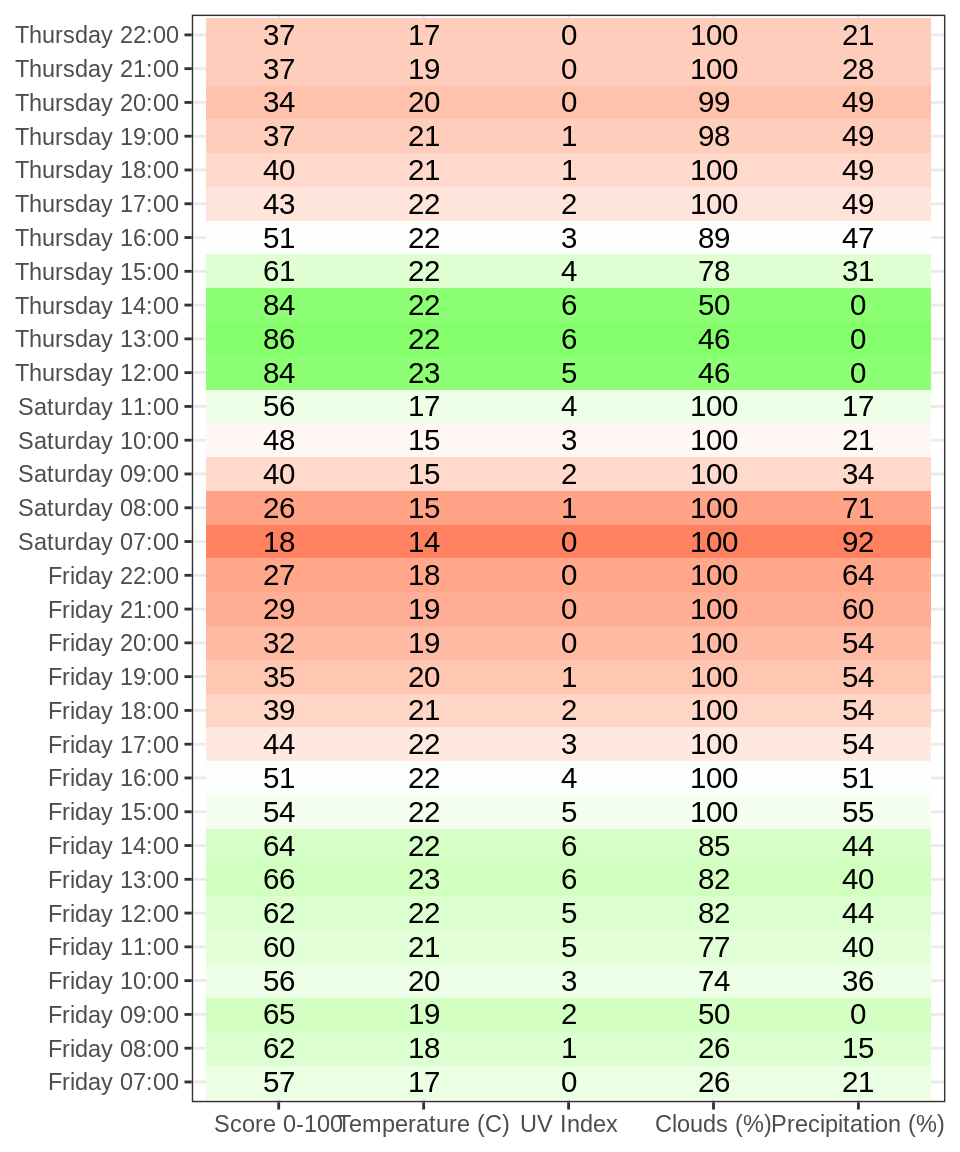 Thursday 22:00 37 17 0 100 21
Thursday 21:00 37 19 0 100 28
Thursday 20:00 34 20 0 99 49
Thursday 19:00 37 21 1 98 49
Thursday 18:00 40 21 1 100 49
Thursday 17:00 43 22 2 100 49
Thursday 16:00 51 22 3 89 47
Thursday 15:00 61 22 4 78 31
Thursday 14:00 84 22 6 50 0
Thursday 13:00 86 22 6 46 0
Thursday 12:00 84 23 5 46 0
Saturday 11:00 56 17 4 100 17
Saturday 10:00 48 15 3 100 21
Saturday 09:00 40 15 2 100 34
Saturday 08:00 26 15 1 100 71
Saturday 07:00 18 14 0 100 92
Friday 22:00 27 18 0 100 64
Friday 21:00 29 19 0 100 60
Friday 20:00 32 19 0 100 54
Friday 19:00 35 20 1 100 54
Friday 18:00 39 21 2 100 54
Friday 17:00 44 22 3 100 54
Friday 16:00 51 22 4 100 51
Friday 15:00 54 22 5 100 55
Friday 14:00 64 22 6 85 44
Friday 13:00 66 23 6 82 40
Friday 12:00 62 22 5 82 44
Friday 11:00 60 21 5 77 40
Friday 10:00 56 20 3 74 36
Friday 09:00 65 19 2 50 0
Friday 08:00 62 18 1 26 15
Friday 07:00 57 17 0 26 21
Score 0-100 Temperature (C) UV Index Clouds (%) Precipitation (%)